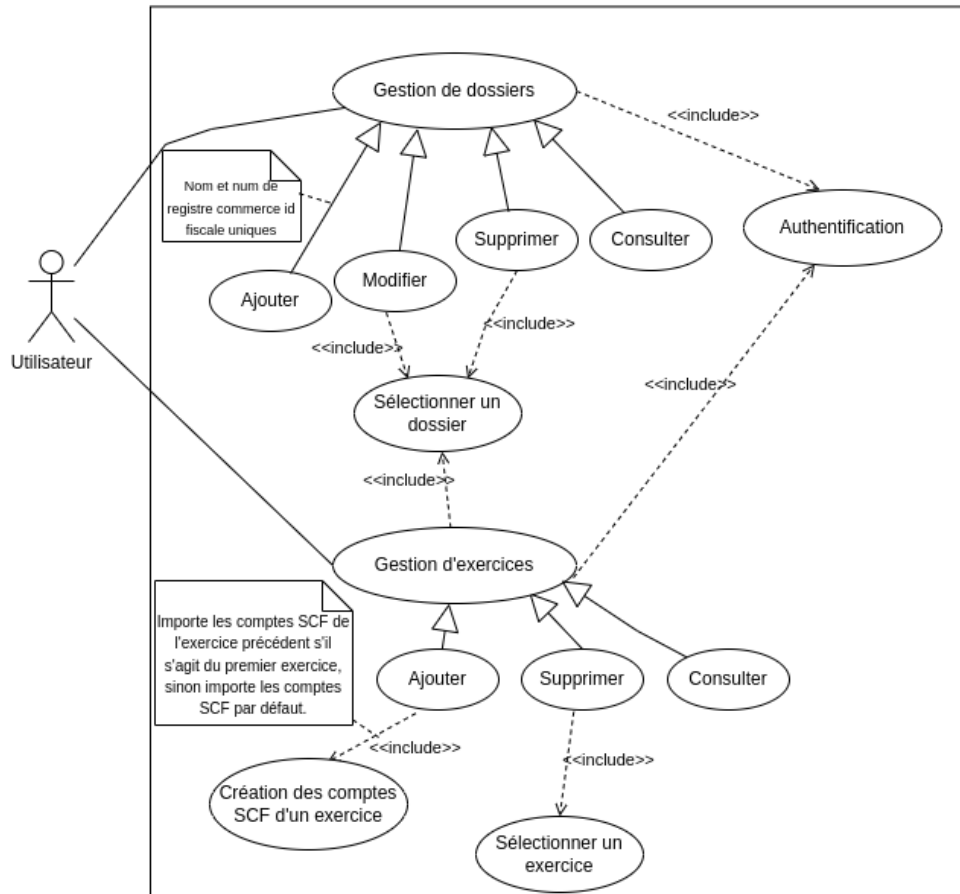 Gestion de dossiers
<<include>>
Nom et num de
registre commerce id
fiscale uniques
Supprimer
Consulter
Authentification
Ajouter
Modifier
<<include>>
<<include>>
Utilisateur
<<include>>
Sélectionner un
dossier
<<include>>
Gestion d'exercices
Importe les comptes SCF de
l'exercice précédent s'il
s'agit du premier exercice,
sinon importe les comptes
SCF par défaut.
Ajouter
Supprimer
Consulter
<<include>>
<<include>>
Création des comptes
SCF d'un exercice
Sélectionner un
exercice